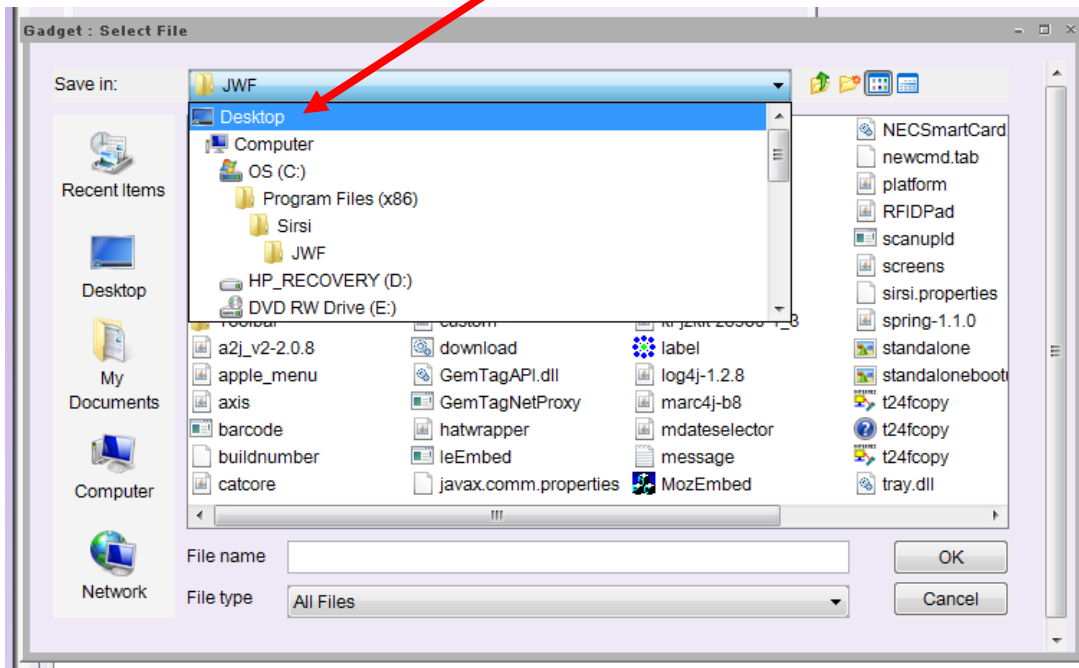 Gadget : Select File
Save in:
JWF
Desktop
Computer
OS (C:)
Program Files (x86)
Sirsi
JWF
HP_RECOVERY (D:)
DVD RW Drive (E:)
Recent Items
Desktop
My
Documents
Computer
Network
Toolbar
a2j_v2-2.0.8
apple_menu
axis
barcode
buildnumber
catcore
custom
download
GemTagAPI.dll
GemTagNetProxy
hatwrapper
IeEmbed
javax.comm.properties
label
log4j-1.2.8
marc4j-b8
mdateselector
message
MozEmbed
NECSmartCard
newcmd.tab
platform
RFIDPad
scanupld
screens
sirsi.properties
spring-1.1.0
standalone
standalonebootu
t24fcopy
t24fcopy
t24fcopy
tray.dll
File name
OK
File type
All Files
Cancel